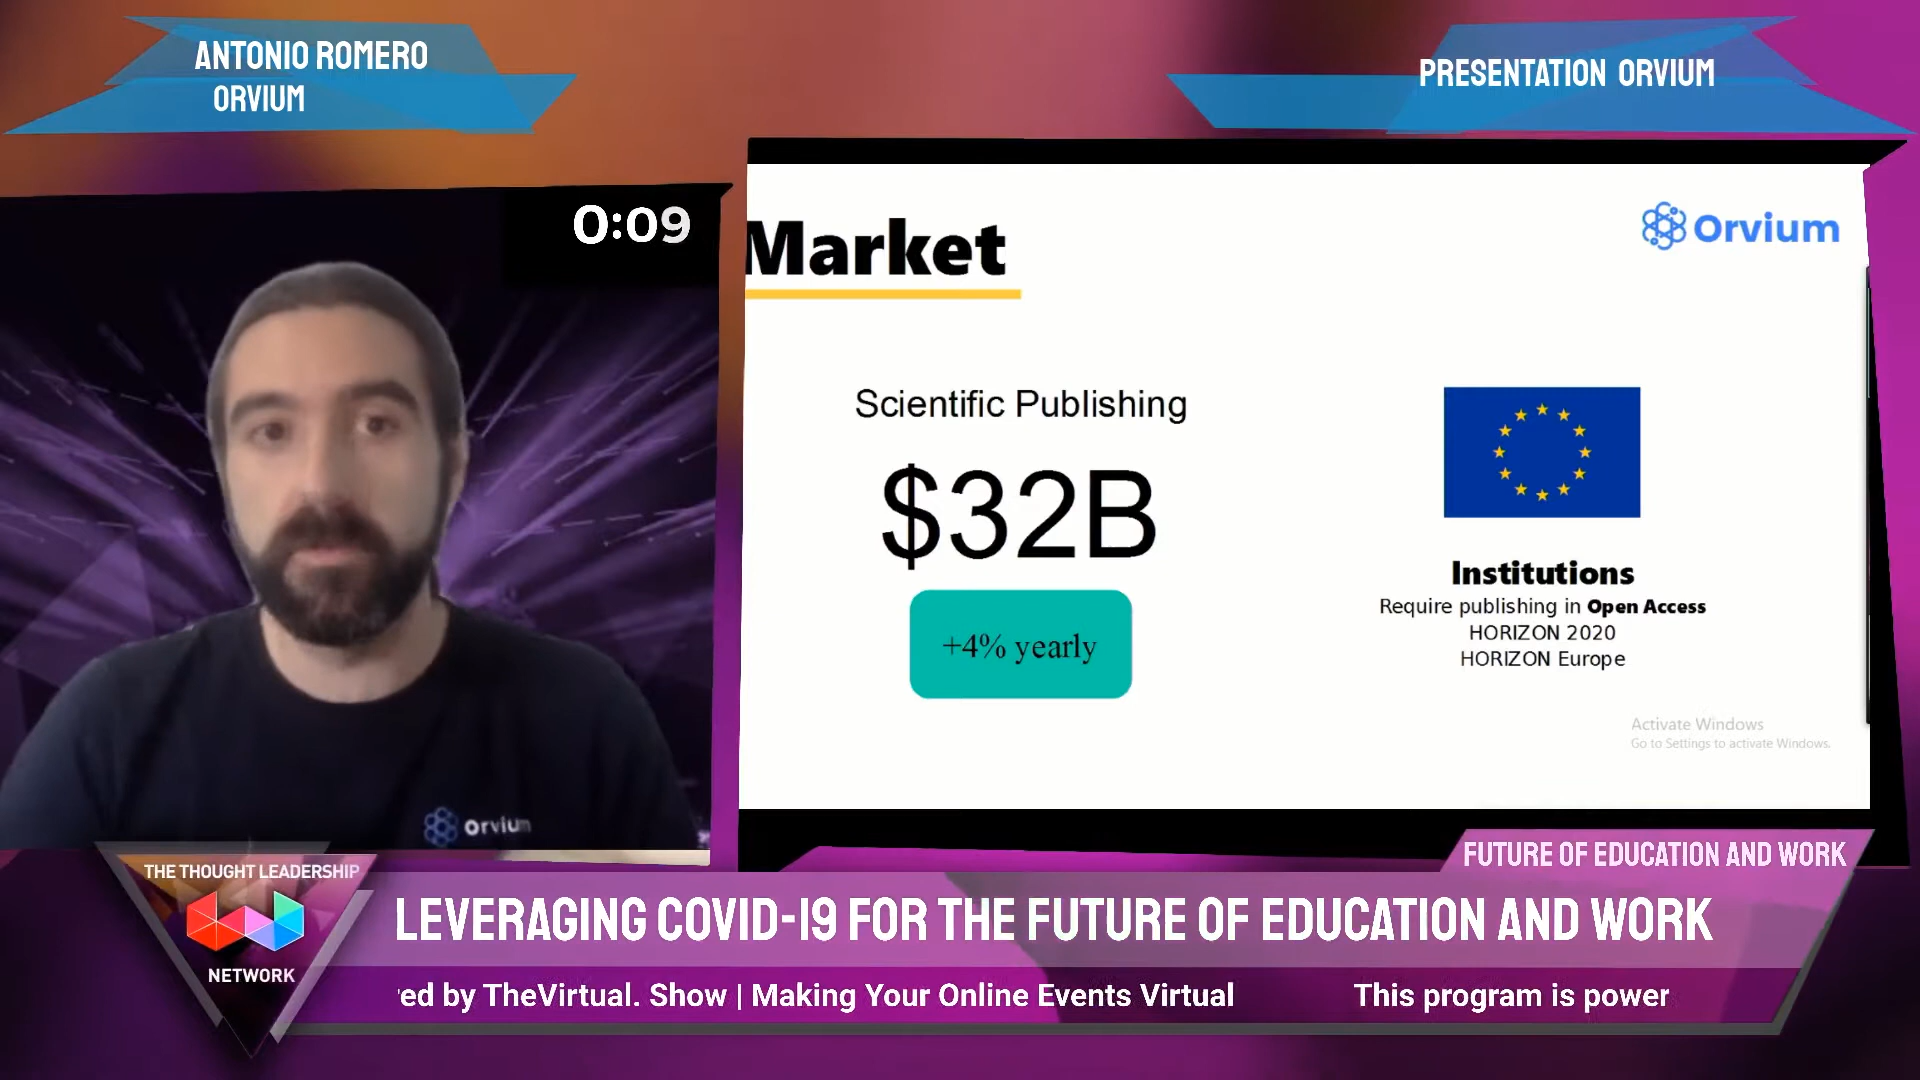 ANTONIO ROMERO
ORVIUM
PRESENTATION ORVIUM
0:09
Market
Orvium
Scientific Publishing
$32B
+4% yearly
Institutions
Require publishing in Open Access
HORIZON 2020
HORIZON Europe
Activate Windows
Go to Settings to activate Windows.
Orvium
FUTURE OF EDUCATION AND WORK
THE THOUGHT LEADERSHIP
NETWORK
LEVERAGING COVID-19 FOR THE FUTURE OF EDUCATION AND WORK
red by TheVirtual. Show | Making Your Online Events Virtual This program is power